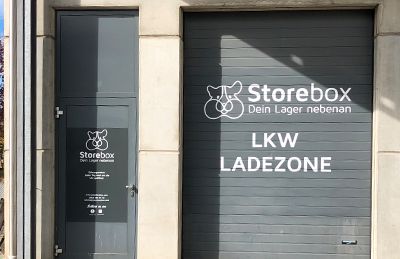 Storebox
Dein Lager nebenan
Storebox
Dein Lager nebenan
LKW
LADEZONE